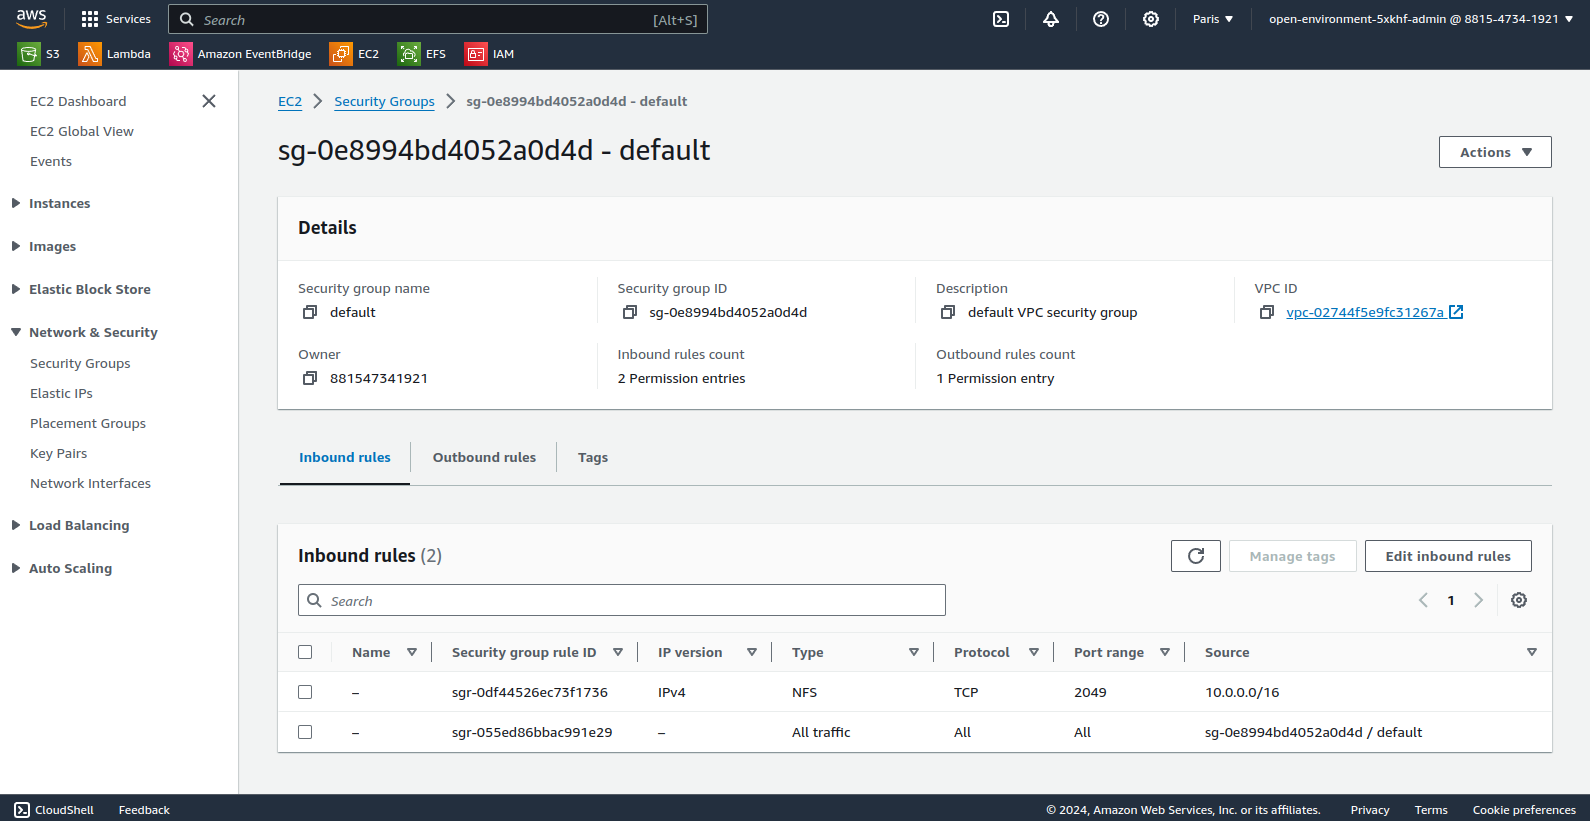 aws Services Search [Alt+S] Paris open-environment-5xkhf-admin @ 8815-4734-1921
S3 Lambda Amazon EventBridge EC2 EFS IAM
EC2 Dashboard
EC2 Global View
Events
Instances
Images
Elastic Block Store
Network & Security
Security Groups
Elastic IPs
Placement Groups
Key Pairs
Network Interfaces
Load Balancing
Auto Scaling
EC2 Security Groups sg-0e8994bd4052a0d4d - default
sg-0e8994bd4052a0d4d - default
Actions
Details
Security group name Security group ID Description VPC ID
default sg-0e8994bd4052a0d4d default VPC security group vpc-02744f5e9fc31267a
Owner Inbound rules count Outbound rules count
881547341921 2 Permission entries 1 Permission entry
Inbound rules Outbound rules Tags
Inbound rules (2) Manage tags Edit inbound rules
Search 1
Name Security group rule ID IP version Type Protocol Port range Source
– sgr-0df44526ec73f1736 IPv4 NFS TCP 2049 10.0.0.0/16
– sgr-055ed86bbac991e29 – All traffic All All sg-0e8994bd4052a0d4d / default
CloudShell Feedback © 2024, Amazon Web Services, Inc. or its affiliates. Privacy Terms Cookie preferences